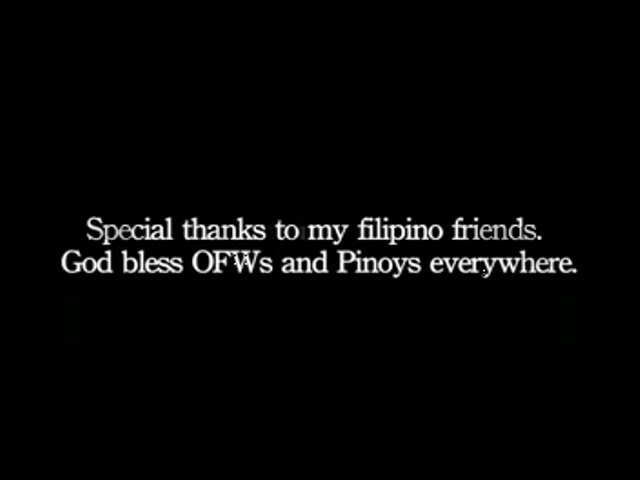 Special thanks to my filipino friends.
God bless OFWs and Pinoys everywhere.